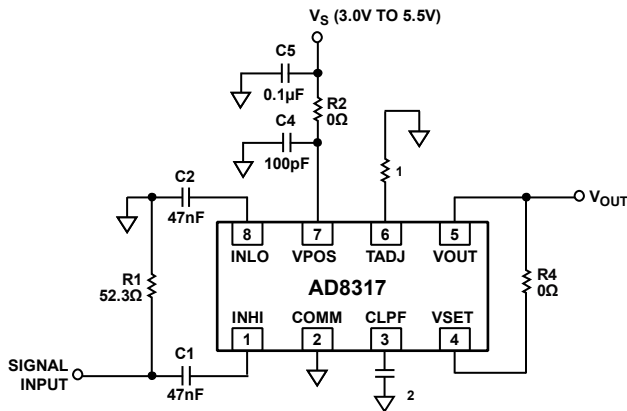 VS (3.0V TO 5.5V)
C5
0.1µF
R2
0Ω
C4
100pF
1
C2
47nF
VOUT
8
7
6
5
INLO
VPOS
TADJ
VOUT
R1
52.3Ω
AD8317
R4
0Ω
INHI
COMM
CLPF
VSET
1
2
3
4
C1
47nF
SIGNAL
INPUT
2